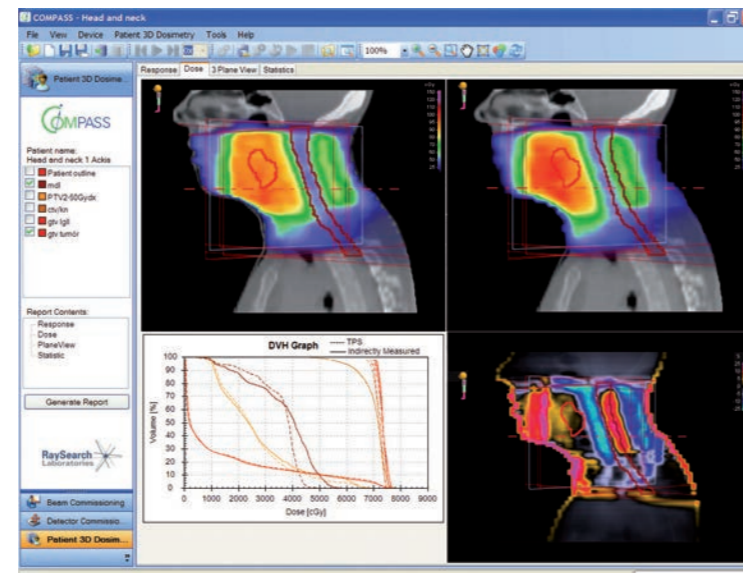 COMPASS - Head and neck
File View Device Patient 3D Dosimetry Tools Help
100%
Patient 3D Dosime...
Response Dose 3 Plane View Statistics
COMPASS
Patient name:
Head and neck 1 Ackis
Patient outline
mdl
PTV2-50Gydx
ctv/kn
gtv lgll
gtv tumör
Report Contents:
Response
Dose
PlaneView
Statistic
Generate Report
RaySearch
Laboratories
Beam Commissioning
Detector Commissio...
Patient 3D Dosim...
DVH Graph
TPS
Indirectly Measured
Volume [%]
100
90
80
70
60
50
40
30
20
10
0
0 1000 2000 3000 4000 5000 6000 7000 8000 9000
Dose [cGy]